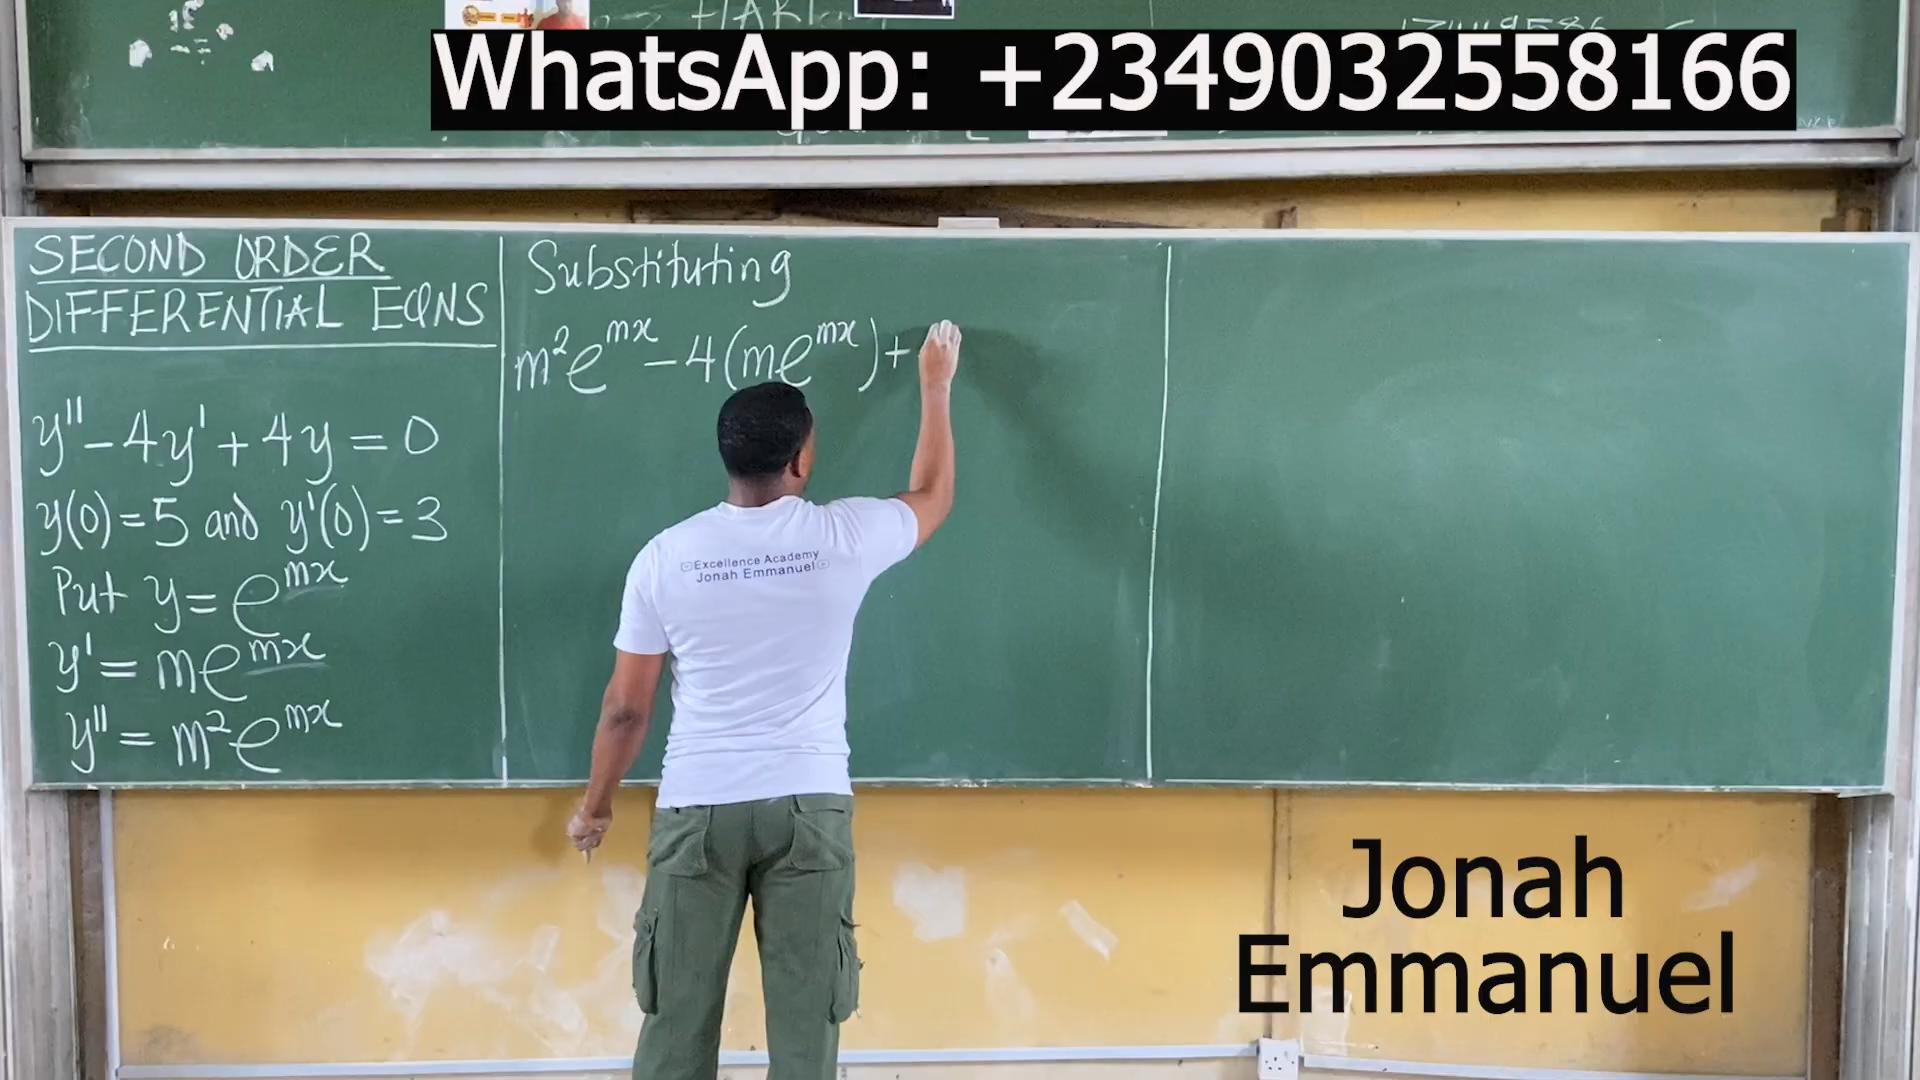 WhatsApp: +2349032558166
SECOND ORDER
DIFFERENTIAL EQNS
y'' - 4y' + 4y = 0
y(0) = 5 and y'(0) = 3
Put y = e^{mx}
y' = me^{mx}
y'' = m²e^{mx}
Substituting
m²e^{mx} - 4(me^{mx}) +
Excellence Academy
Jonah Emmanuel
Jonah
Emmanuel